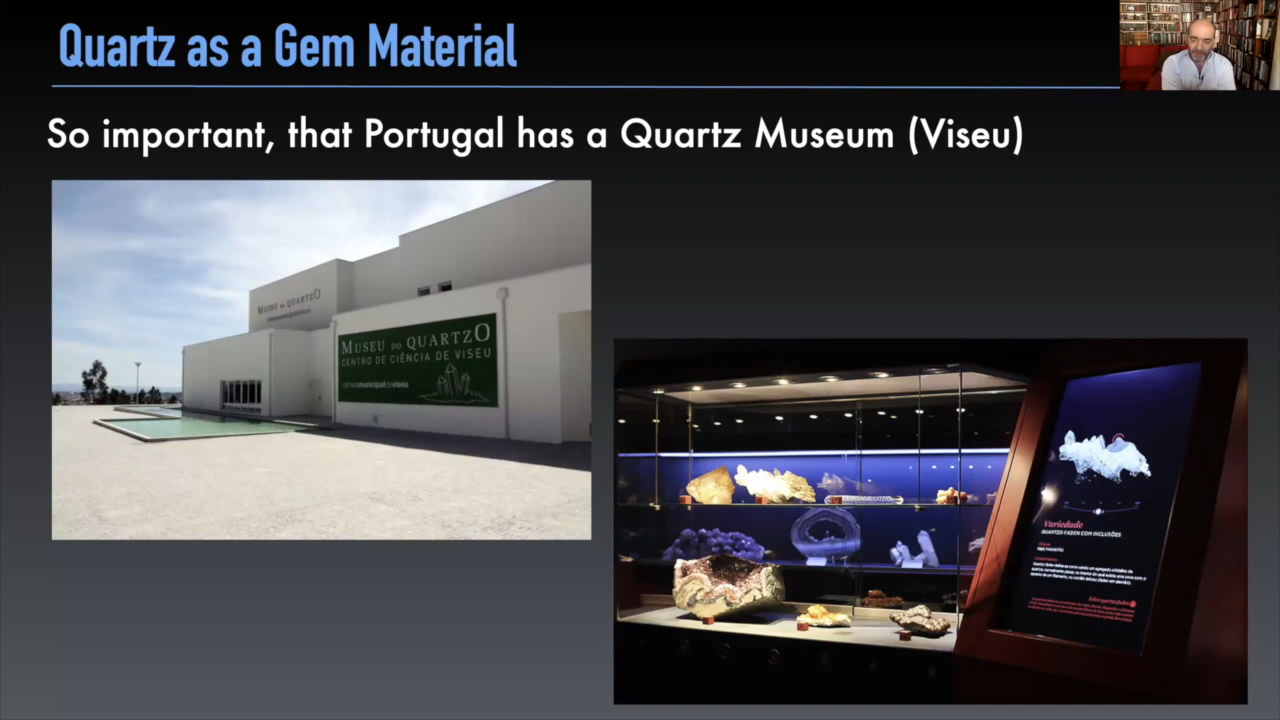 Quartz as a Gem Material
So important, that Portugal has a Quartz Museum (Viseu)
MUSEU DO QUARTZO
MUSEU DO QUARTZO
CENTRO DE CIÊNCIA DE VISEU
câmaramunicipaldeviseu
Variedade
QUARTZO FADEN COM INCLUSÕES